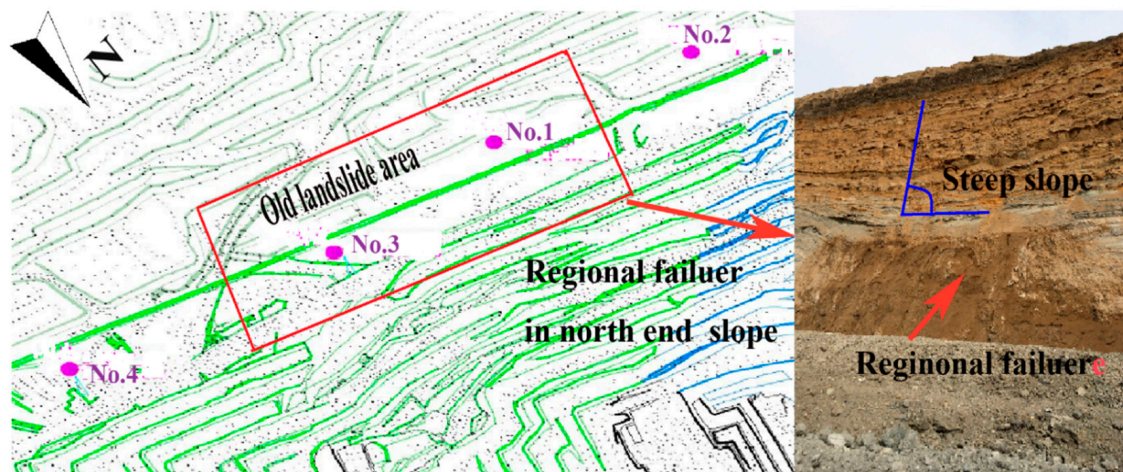 N
No.2
No.1
Old landslide area
No.3
No.4
Regional failuer
in north end slope
Steep slope
Reginonal failuere